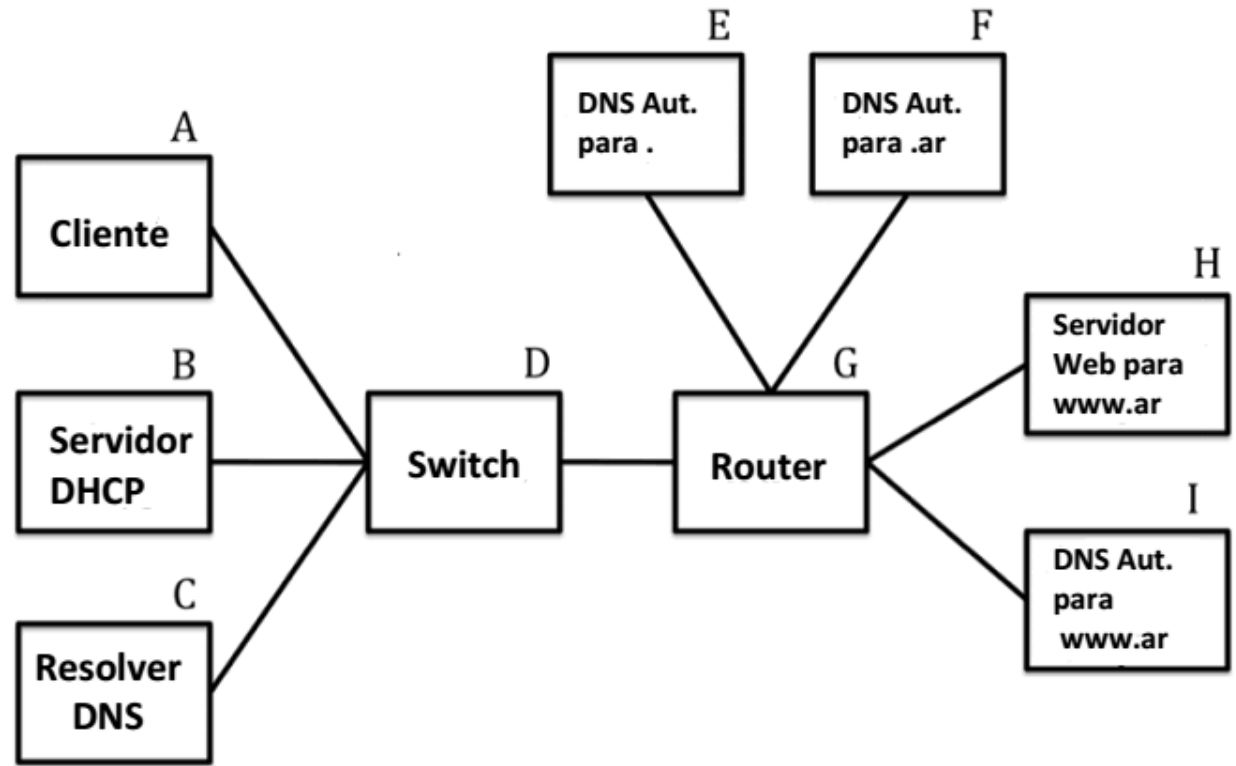 A
Cliente
B
Servidor
DHCP
C
Resolver
DNS
D
Switch
E
DNS Aut.
para .
F
DNS Aut.
para .ar
G
Router
H
Servidor
Web para
www.ar
I
DNS Aut.
para
www.ar